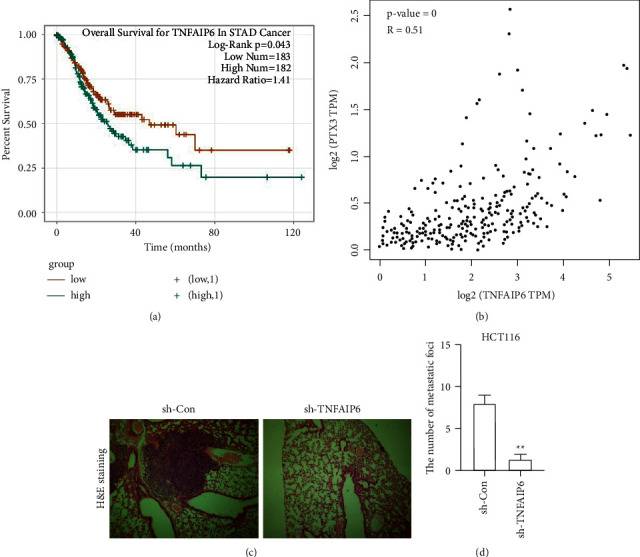 Overall Survival for TNFAIP6 In STAD Cancer
Log-Rank p=0.043
Low Num=183
High Num=182
Hazard Ratio=1.41
Percent Survival
1.00
0.75
0.50
0.25
0.00
0 40 80 120
Time (months)
group
low + (low,1)
high + (high,1)
(a)
p-value = 0
R = 0.51
log2 (PTX3 TPM)
2.5
2.0
1.5
1.0
0.5
0.0
0 1 2 3 4 5
log2 (TNFAIP6 TPM)
(b)
sh-Con sh-TNFAIP6
H&E staining
(c)
HCT116
The number of metastatic foci
15
10
5
0
**
sh-Con
sh-TNFAIP6
(d)